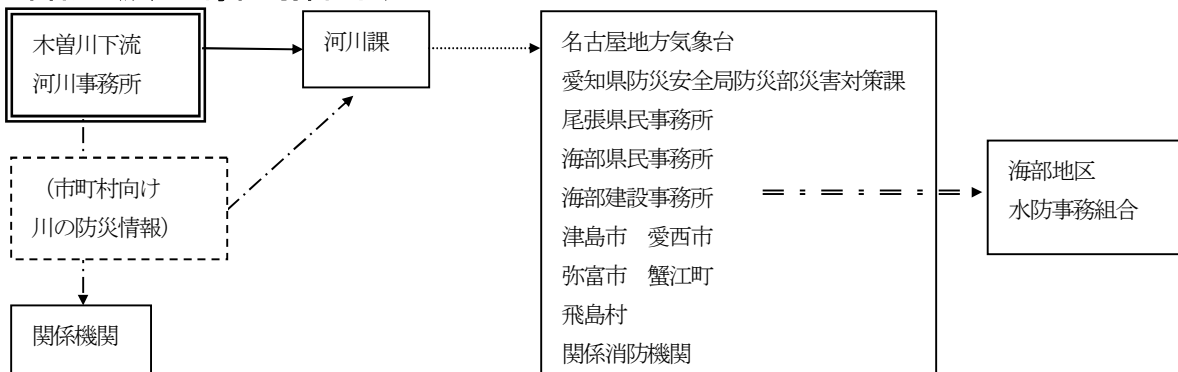 木曽川下流
河川事務所
河川課
（市町村向け
川の防災情報）
関係機関
名古屋地方気象台
愛知県防災安全局防災部災害対策課
尾張県民事務所
海部県民事務所
海部建設事務所
津島市　愛西市
弥富市　蟹江町
飛島村
関係消防機関
海部地区
水防事務組合